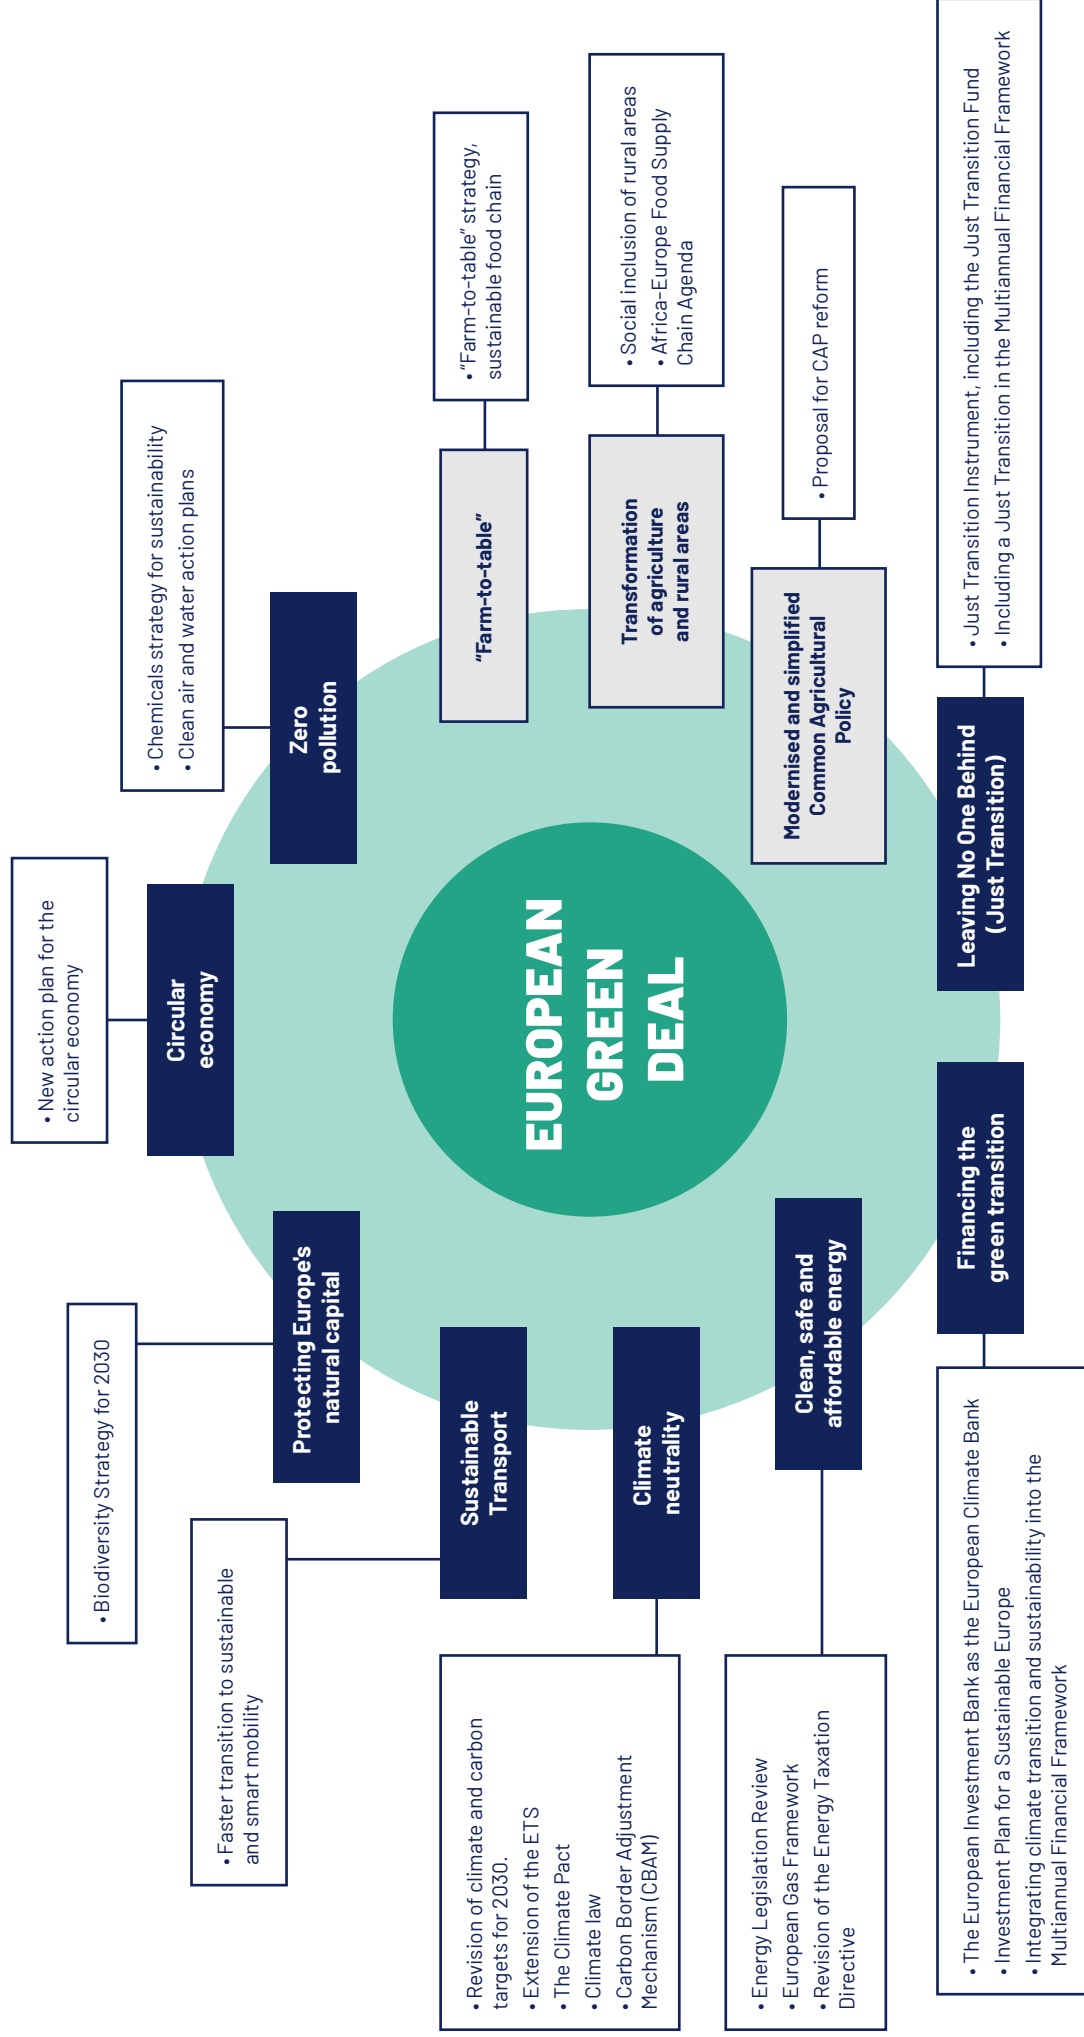 • New action plan for the
circular economy
Circular
economy
• Biodiversity Strategy for 2030
Protecting Europe's
natural capital
• Chemicals strategy for sustainability
• Clean air and water action plans
Zero
pollution
• Faster transition to sustainable
and smart mobility
Sustainable
Transport
"Farm-to-table"
• "Farm-to-table" strategy,
sustainable food chain
• Revision of climate and carbon
targets for 2030.
• Extension of the ETS
• The Climate Pact
• Climate law
• Carbon Border Adjustment
Mechanism (CBAM)
Climate
neutrality
EUROPEAN
GREEN
DEAL
Transformation
of agriculture
and rural areas
• Social inclusion of rural areas
• Africa-Europe Food Supply
Chain Agenda
• Energy Legislation Review
• European Gas Framework
• Revision of the Energy Taxation
Directive
Clean, safe and
affordable energy
Modernised and simplified
Common Agricultural
Policy
• Proposal for CAP reform
• The European Investment Bank as the European Climate Bank
• Investment Plan for a Sustainable Europe
• Integrating climate transition and sustainability into the
Multiannual Financial Framework
Financing the
green transition
Leaving No One Behind
(Just Transition)
• Just Transition Instrument, including the Just Transition Fund
• Including a Just Transition in the Multiannual Financial Framework